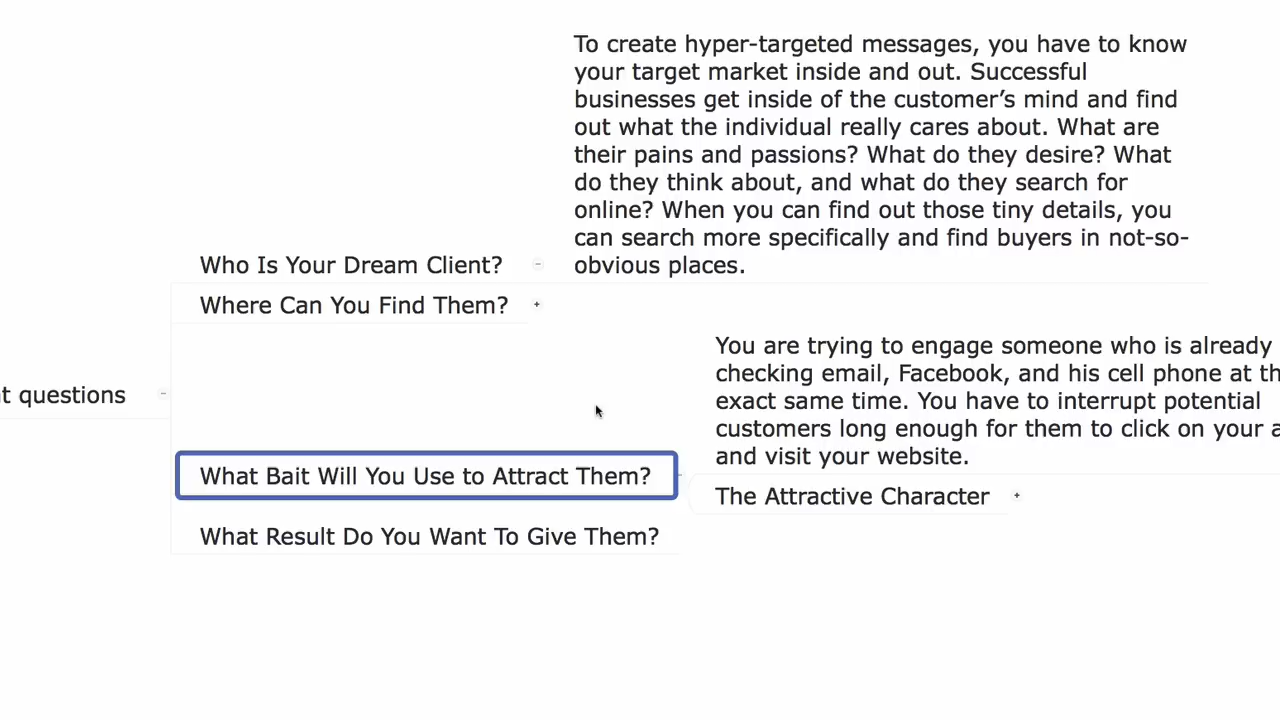 To create hyper-targeted messages, you have to know
your target market inside and out. Successful
businesses get inside of the customer’s mind and find
out what the individual really cares about. What are
their pains and passions? What do they desire? What
do they think about, and what do they search for
online? When you can find out those tiny details, you
can search more specifically and find buyers in not-so-
obvious places.
Who Is Your Dream Client?
Where Can You Find Them?
You are trying to engage someone who is already
checking email, Facebook, and his cell phone at
exact same time. You have to interrupt potential
customers long enough for them to click on your
and visit your website.
questions
What Bait Will You Use to Attract Them?
The Attractive Character
What Result Do You Want To Give Them?